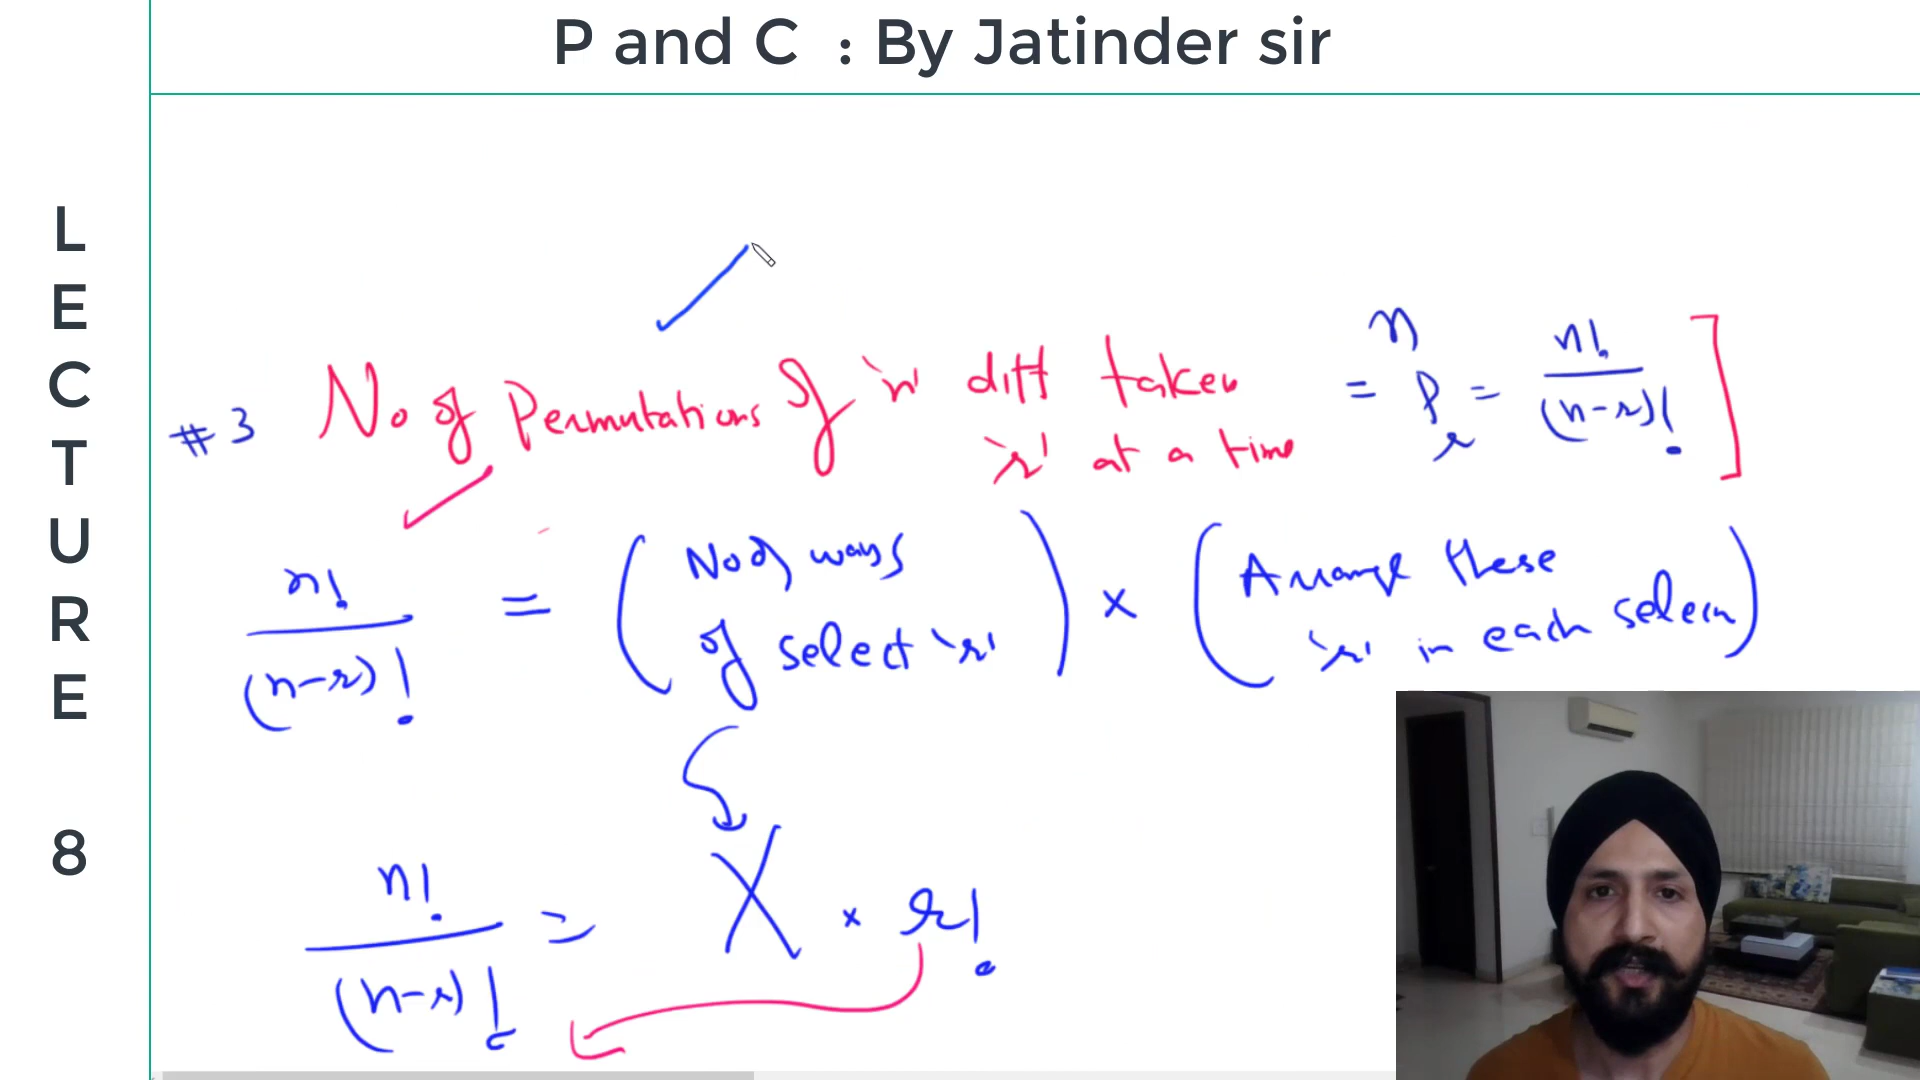 P and C : By Jatinder sir
LECTURE 8
#3 No of Permutations of 'n' diff taken 'r' at a time = nPr = n!/(n-r)! ]
n!/(n-r)! = (No of ways of select 'r') × (Arrange these 'r' in each selecn)
n!/(n-r)! = X × r!